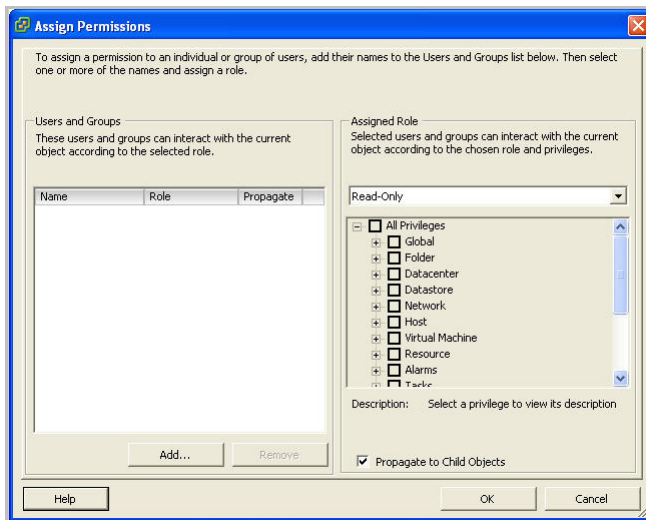 Assign Permissions
To assign a permission to an individual or group of users, add their names to the Users and Groups list below. Then select
one or more of the names and assign a role.
Users and Groups
These users and groups can interact with the current
object according to the selected role.
Name Role Propagate
Add... Remove
Assigned Role
Selected users and groups can interact with the current
object according to the chosen role and privileges.
Read-Only
All Privileges
Global
Folder
Datacenter
Datastore
Network
Host
Virtual Machine
Resource
Alarms
Tasks
Description: Select a privilege to view its description
Propagate to Child Objects
Help OK Cancel